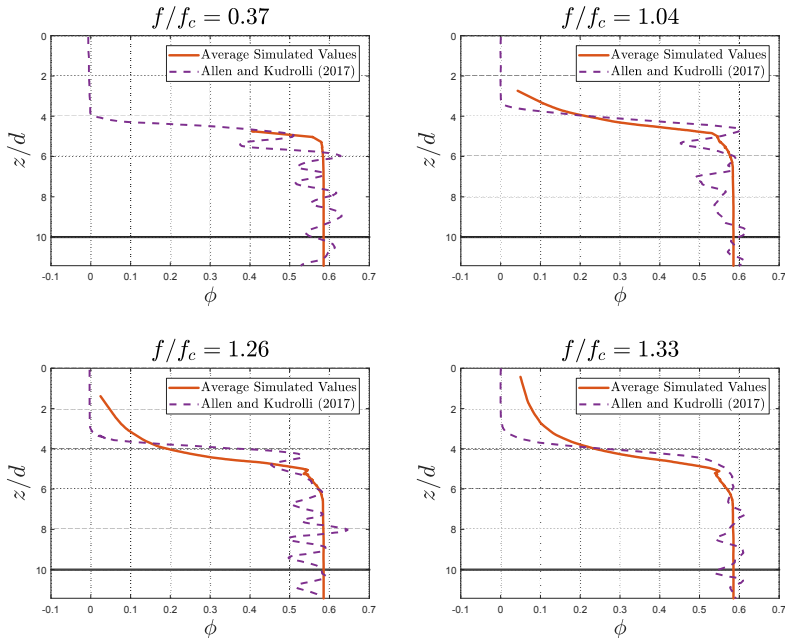 f/f_c = 0.37
Average Simulated Values
Allen and Kudrolli (2017)
0
2
4
6
8
10
z/d
-0.1 0 0.1 0.2 0.3 0.4 0.5 0.6 0.7
ϕ
f/f_c = 1.04
Average Simulated Values
Allen and Kudrolli (2017)
0
2
4
6
8
10
z/d
-0.1 0 0.1 0.2 0.3 0.4 0.5 0.6 0.7
ϕ
f/f_c = 1.26
Average Simulated Values
Allen and Kudrolli (2017)
0
2
4
6
8
10
z/d
-0.1 0 0.1 0.2 0.3 0.4 0.5 0.6 0.7
ϕ
f/f_c = 1.33
Average Simulated Values
Allen and Kudrolli (2017)
0
2
4
6
8
10
z/d
-0.1 0 0.1 0.2 0.3 0.4 0.5 0.6 0.7
ϕ